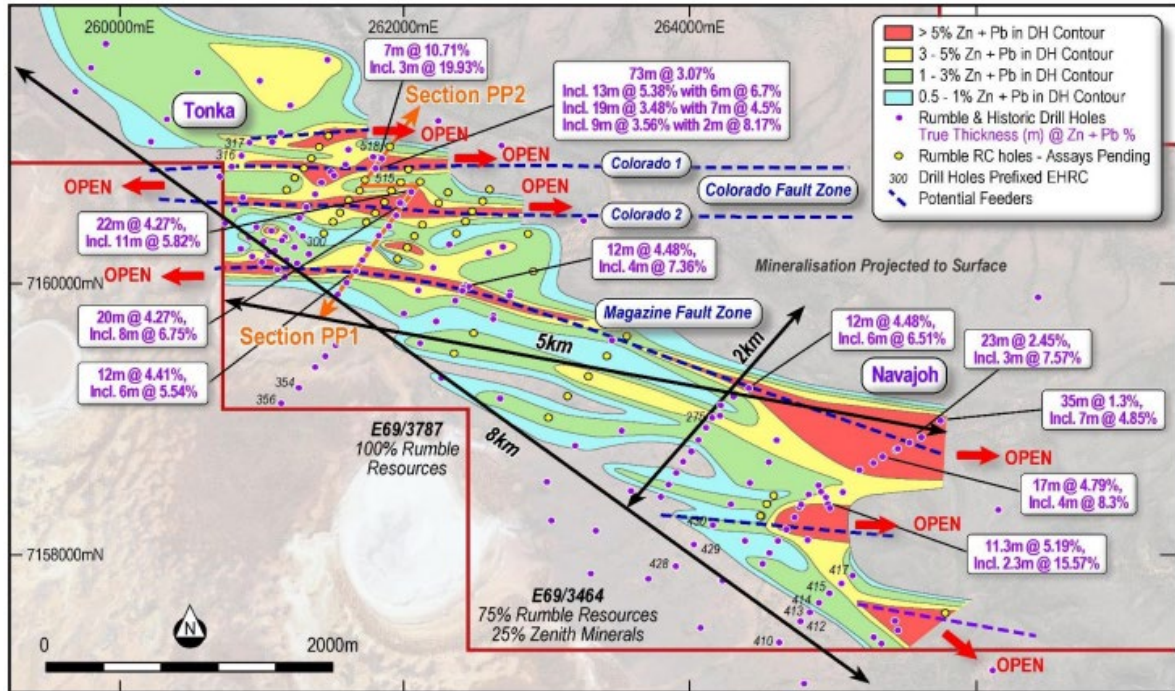 260000mE
262000mE
264000mE
> 5% Zn + Pb in DH Contour
3 - 5% Zn + Pb in DH Contour
1 - 3% Zn + Pb in DH Contour
0.5 - 1% Zn + Pb in DH Contour
Rumble & Historic Drill Holes
True Thickness (m) @ Zn + Pb %
Rumble RC holes - Assays Pending
300 Drill Holes Prefixed EHRC
Potential Feeders
7m @ 10.71%
Incl. 3m @ 19.93%
73m @ 3.07%
Incl. 13m @ 5.38% with 6m @ 6.7%
Incl. 19m @ 3.48% with 7m @ 4.5%
Incl. 9m @ 3.56% with 2m @ 8.17%
Tonka
Section PP2
OPEN
317
518
316
OPEN
Colorado 1
515
OPEN
Colorado Fault Zone
OPEN
Colorado 2
22m @ 4.27%,
Incl. 11m @ 5.82%
300
12m @ 4.48%,
Incl. 4m @ 7.36%
Mineralisation Projected to Surface
OPEN
7160000mN
20m @ 4.27%,
Incl. 8m @ 6.75%
Section PP1
Magazine Fault Zone
5km
2km
12m @ 4.48%,
Incl. 6m @ 6.51%
23m @ 2.45%,
Incl. 3m @ 7.57%
12m @ 4.41%,
Incl. 6m @ 5.54%
Navajoh
354
356
275
35m @ 1.3%,
Incl. 7m @ 4.85%
E69/3787
100% Rumble
Resources
8km
OPEN
17m @ 4.79%,
Incl. 4m @ 8.3%
430
OPEN
7158000mN
429
11.3m @ 5.19%,
Incl. 2.3m @ 15.57%
428
417
415
414
413
412
410
E69/3464
75% Rumble Resources
25% Zenith Minerals
N
0
2000m
OPEN